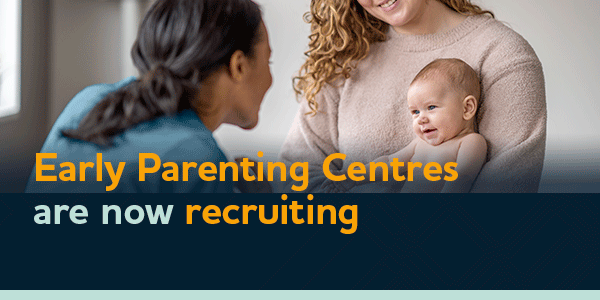 Early Parenting Centres
are now recruiting